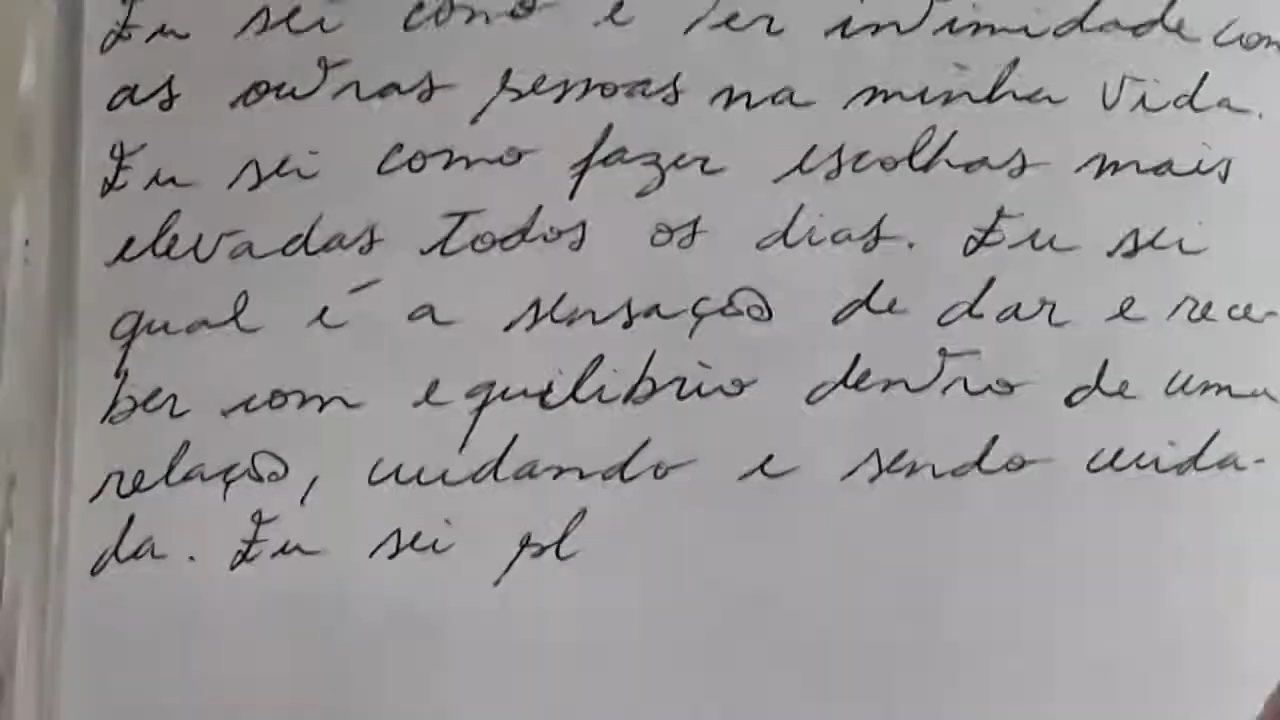 Eu sei como é ter intimidade com
as outras pessoas na minha vida.
Eu sei como fazer escolhas mais
elevadas todos os dias. Eu sei
qual é a sensação de dar e rece-
ber com equilibrio dentro de uma
relação, cuidando e sendo cuida-
da. Eu sei pl